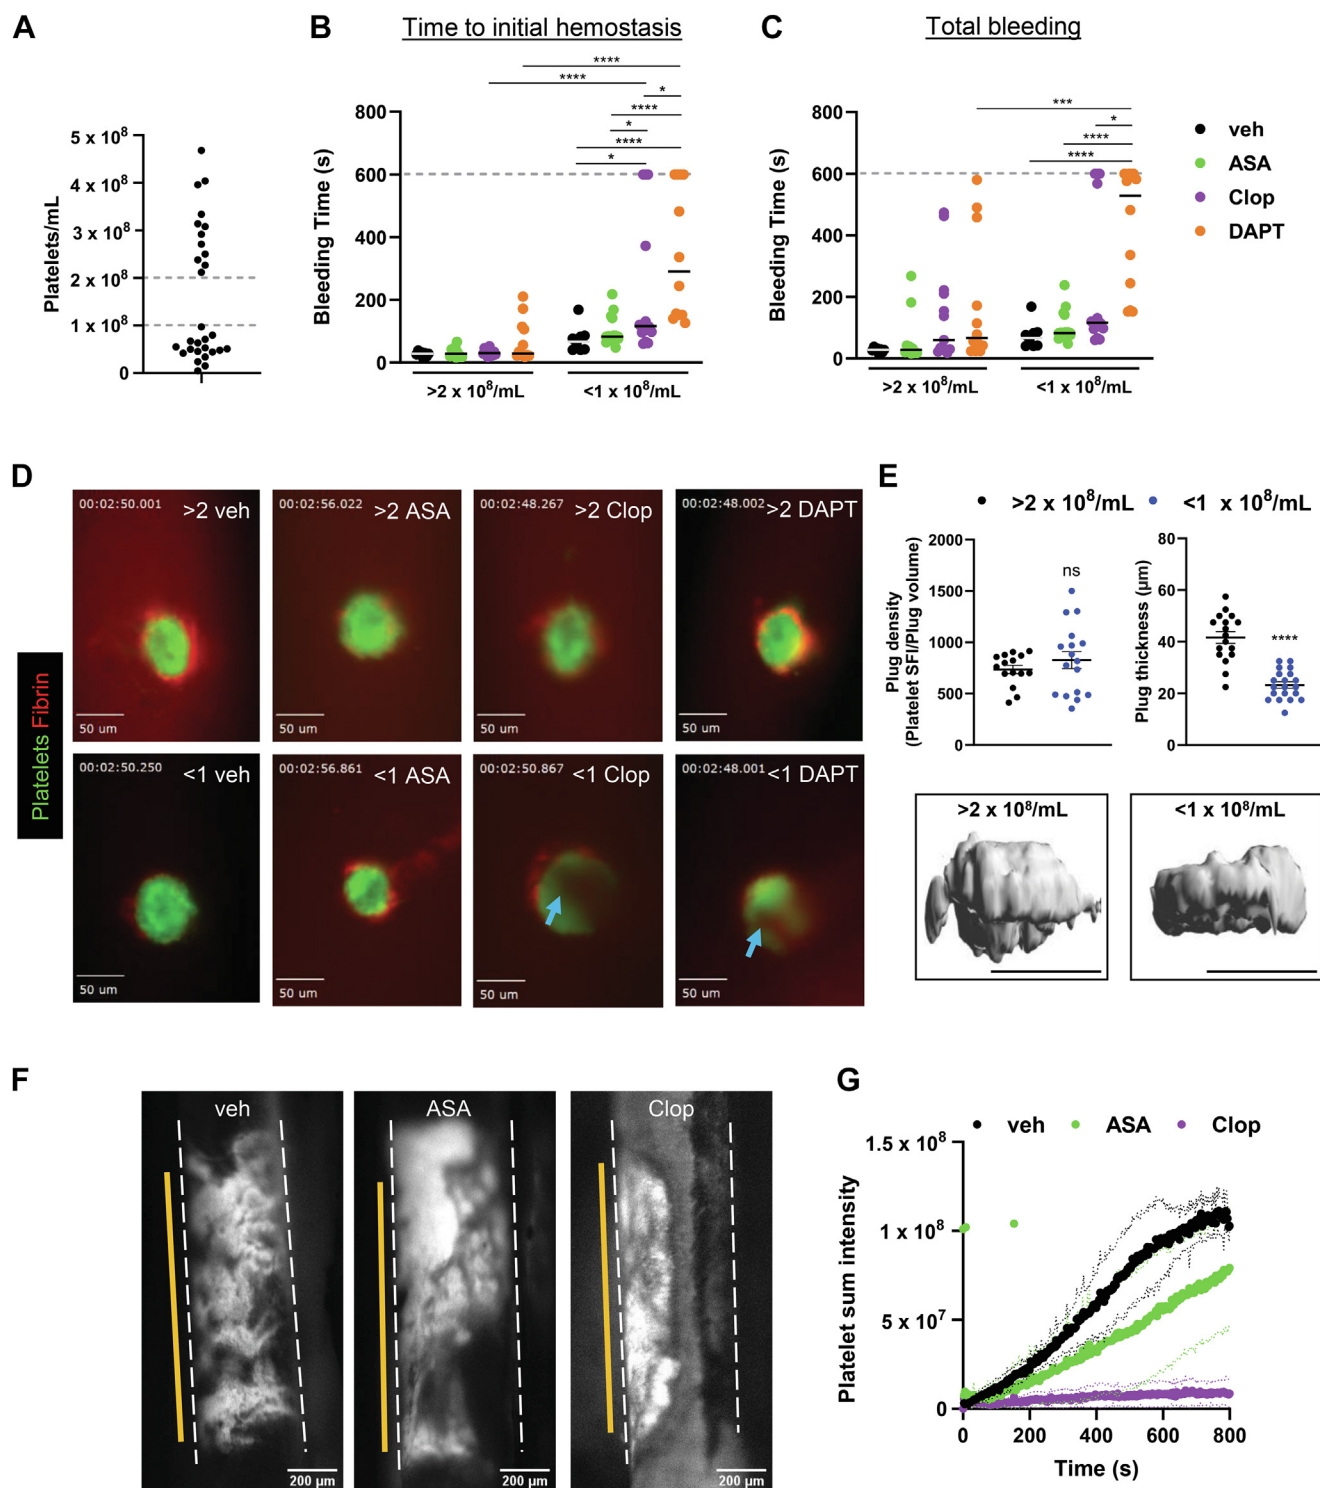 A
Platelets/mL
5 x 10⁸
4 x 10⁸
3 x 10⁸
2 x 10⁸
1 x 10⁸
0
B
Time to initial hemostasis
****
****
*
****
*
****
*
Bleeding Time (s)
800
600
400
200
0
>2 x 10⁸/mL
<1 x 10⁸/mL
C
Total bleeding
***
*
****
****
Bleeding Time (s)
800
600
400
200
0
>2 x 10⁸/mL
<1 x 10⁸/mL
veh
ASA
Clop
DAPT
D
Platelets Fibrin
00:02:50.001
>2 veh
50 um
00:02:56.022
>2 ASA
50 um
00:02:48.267
>2 Clop
50 um
00:02:48.002
>2 DAPT
50 um
00:02:50.250
<1 veh
50 um
00:02:56.861
<1 ASA
50 um
00:02:50.867
<1 Clop
50 um
00:02:48.001
<1 DAPT
50 um
E
>2 x 10⁸/mL
<1 x 10⁸/mL
Plug density
(Platelet SFI/Plug volume)
2000
1500
1000
500
0
ns
Plug thickness (µm)
80
60
40
20
0
****
>2 x 10⁸/mL
<1 x 10⁸/mL
F
veh
200 µm
ASA
200 µm
Clop
200 µm
G
veh
ASA
Clop
Platelet sum intensity
1.5 x 10⁸
1 x 10⁸
5 x 10⁷
0
0
200
400
600
800
Time (s)